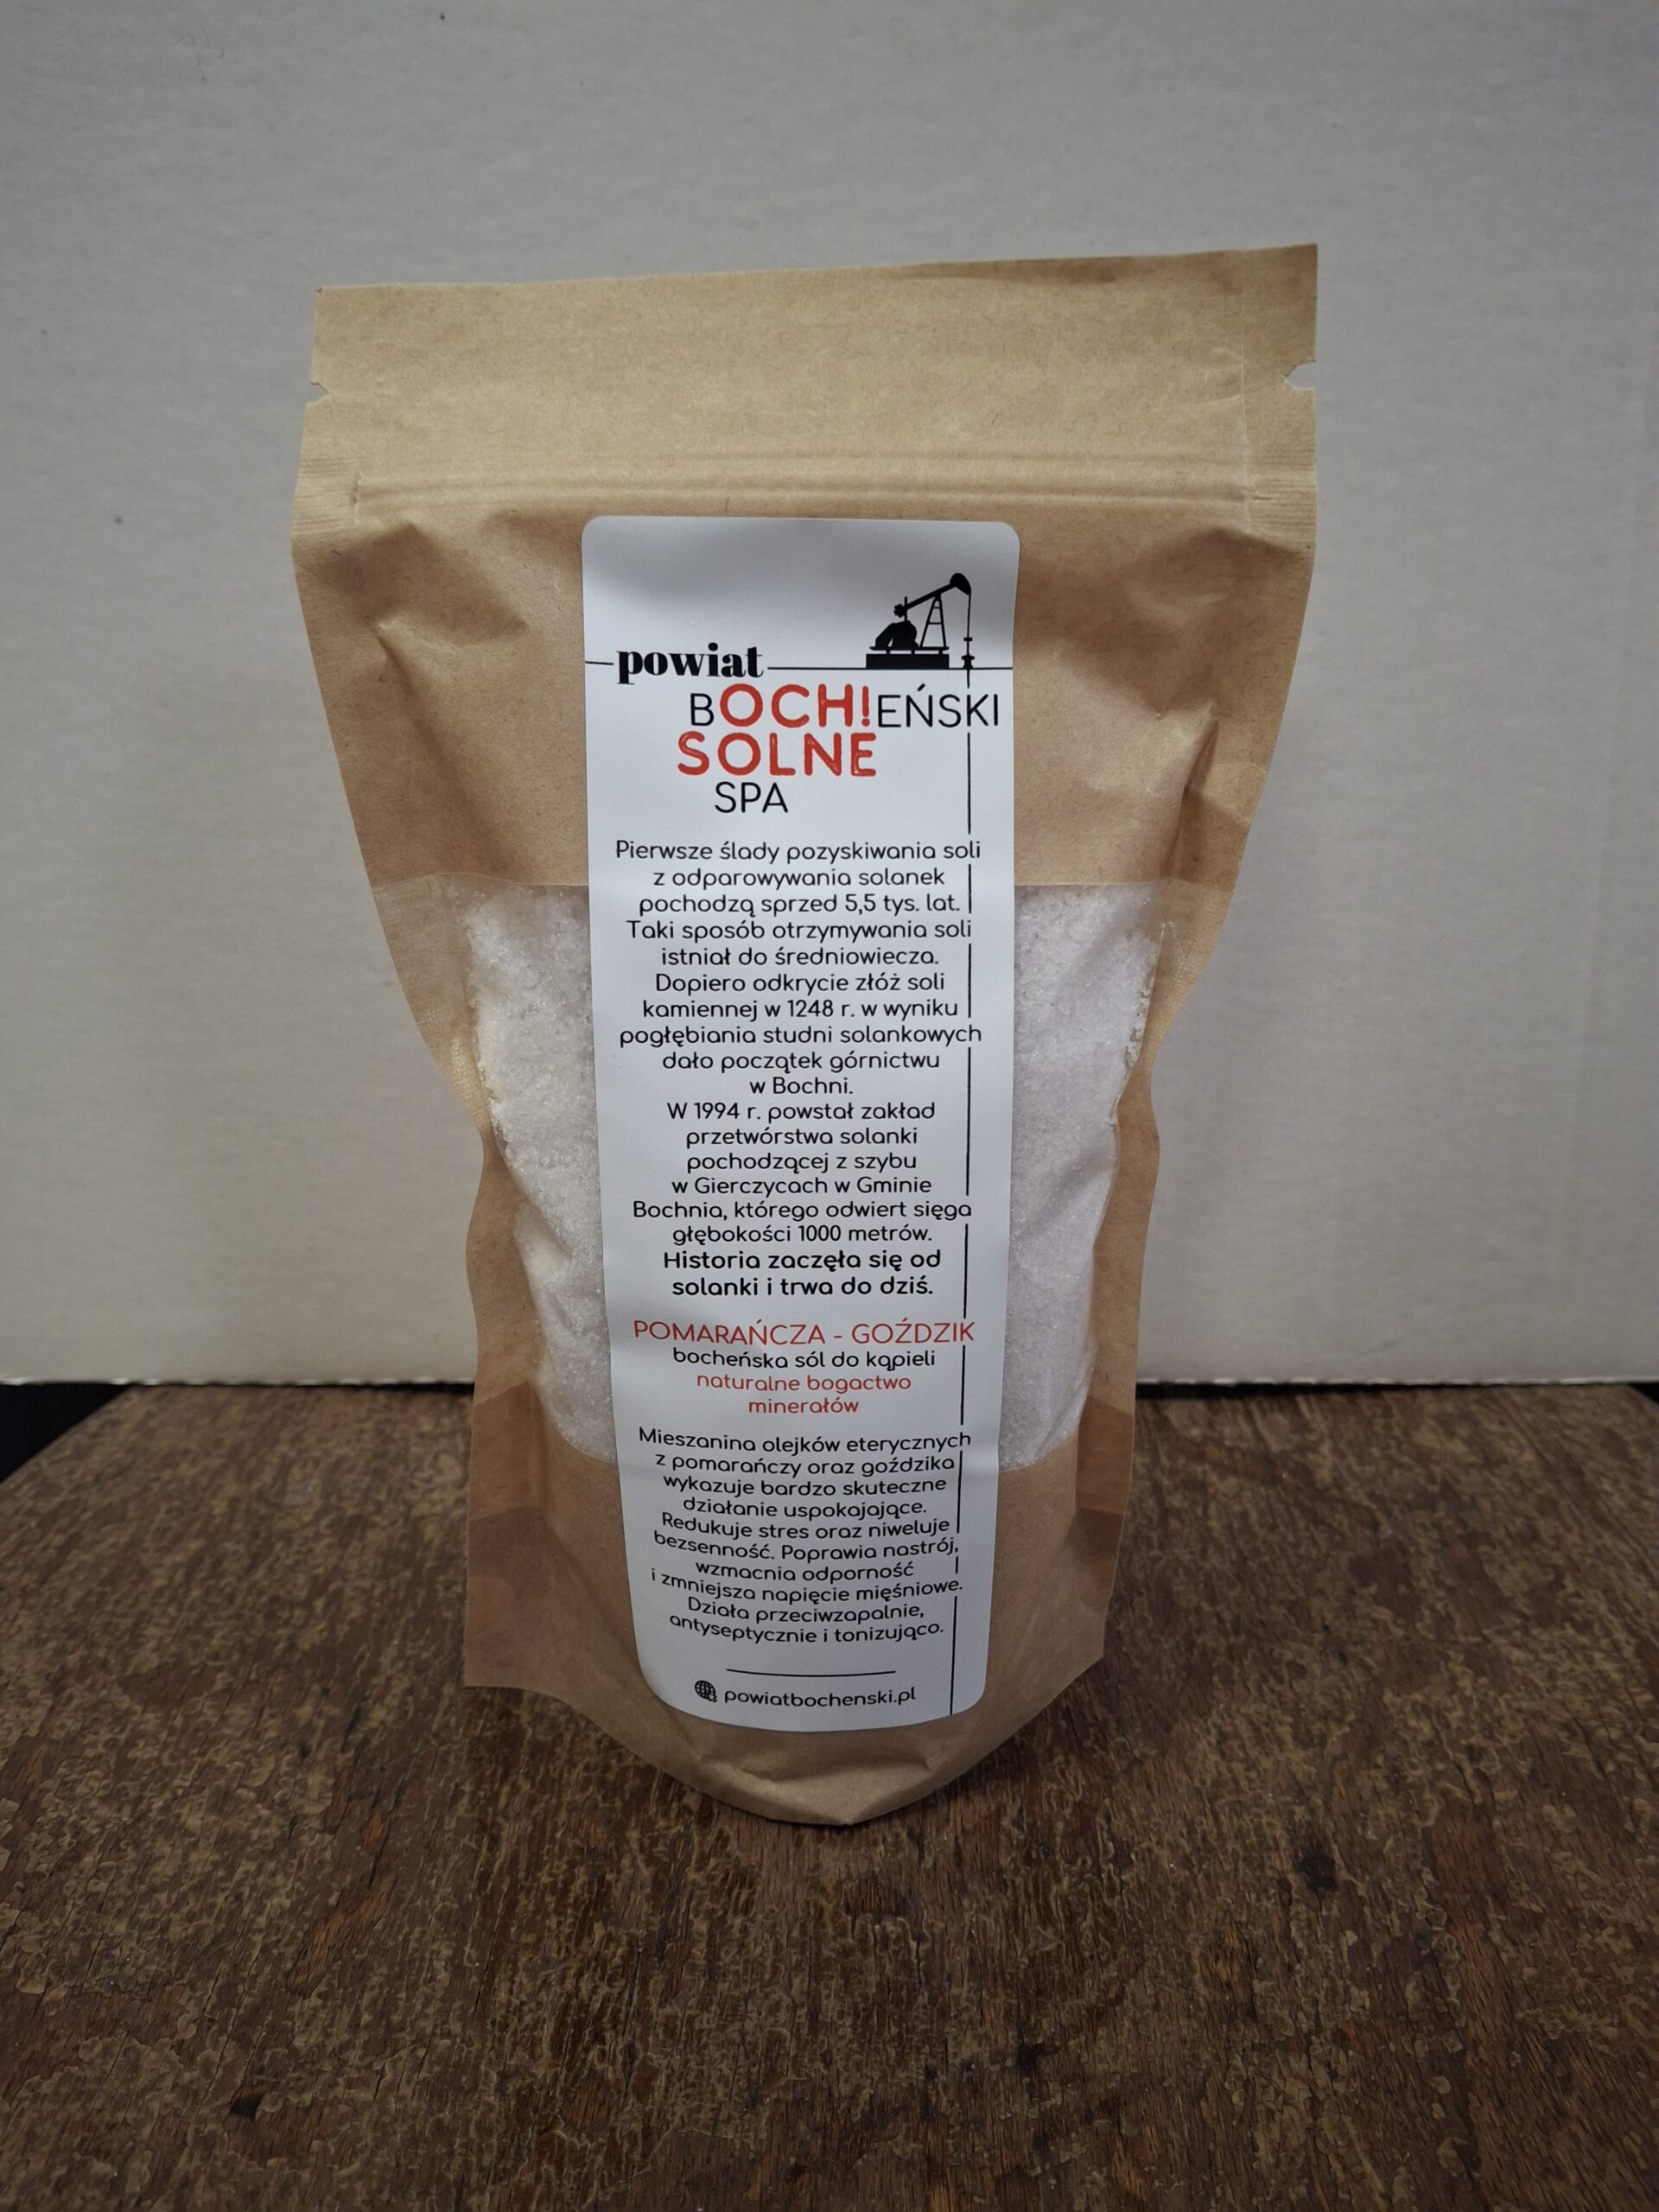 powiat
BOCH!EŃSKI
SOLNE
SPA
Pierwsze ślady pozyskiwania soli
z odparowywania solanek
pochodzą sprzed 5,5 tys. lat.
Taki sposób otrzymywania soli
istniał do średniowiecza.
Dopiero odkrycie złóż soli
kamiennej w 1248 r. w wyniku
pogłębiania studni solankowych
dało początek górnictwu
w Bochni.
W 1994 r. powstał zakład
przetwórstwa solanki
pochodzącej z szybu
w Gierczycach w Gminie
Bochnia, którego odwiert sięga
głębokości 1000 metrów.
Historia zaczęła się od
solanki i trwa do dziś.
POMARAŃCZA - GOŹDZIK
bocheńska sól do kąpieli
naturalne bogactwo
minerałów
Mieszanina olejków eterycznych
z pomarańczy oraz goździka
wykazuje bardzo skuteczne
działanie uspokajające.
Redukuje stres oraz niweluje
bezsenność. Poprawia nastrój,
wzmacnia odporność
i zmniejsza napięcie mięśniowe.
Działa przeciwzapalnie,
antyseptycznie i tonizująco.
powiatbochenski.pl